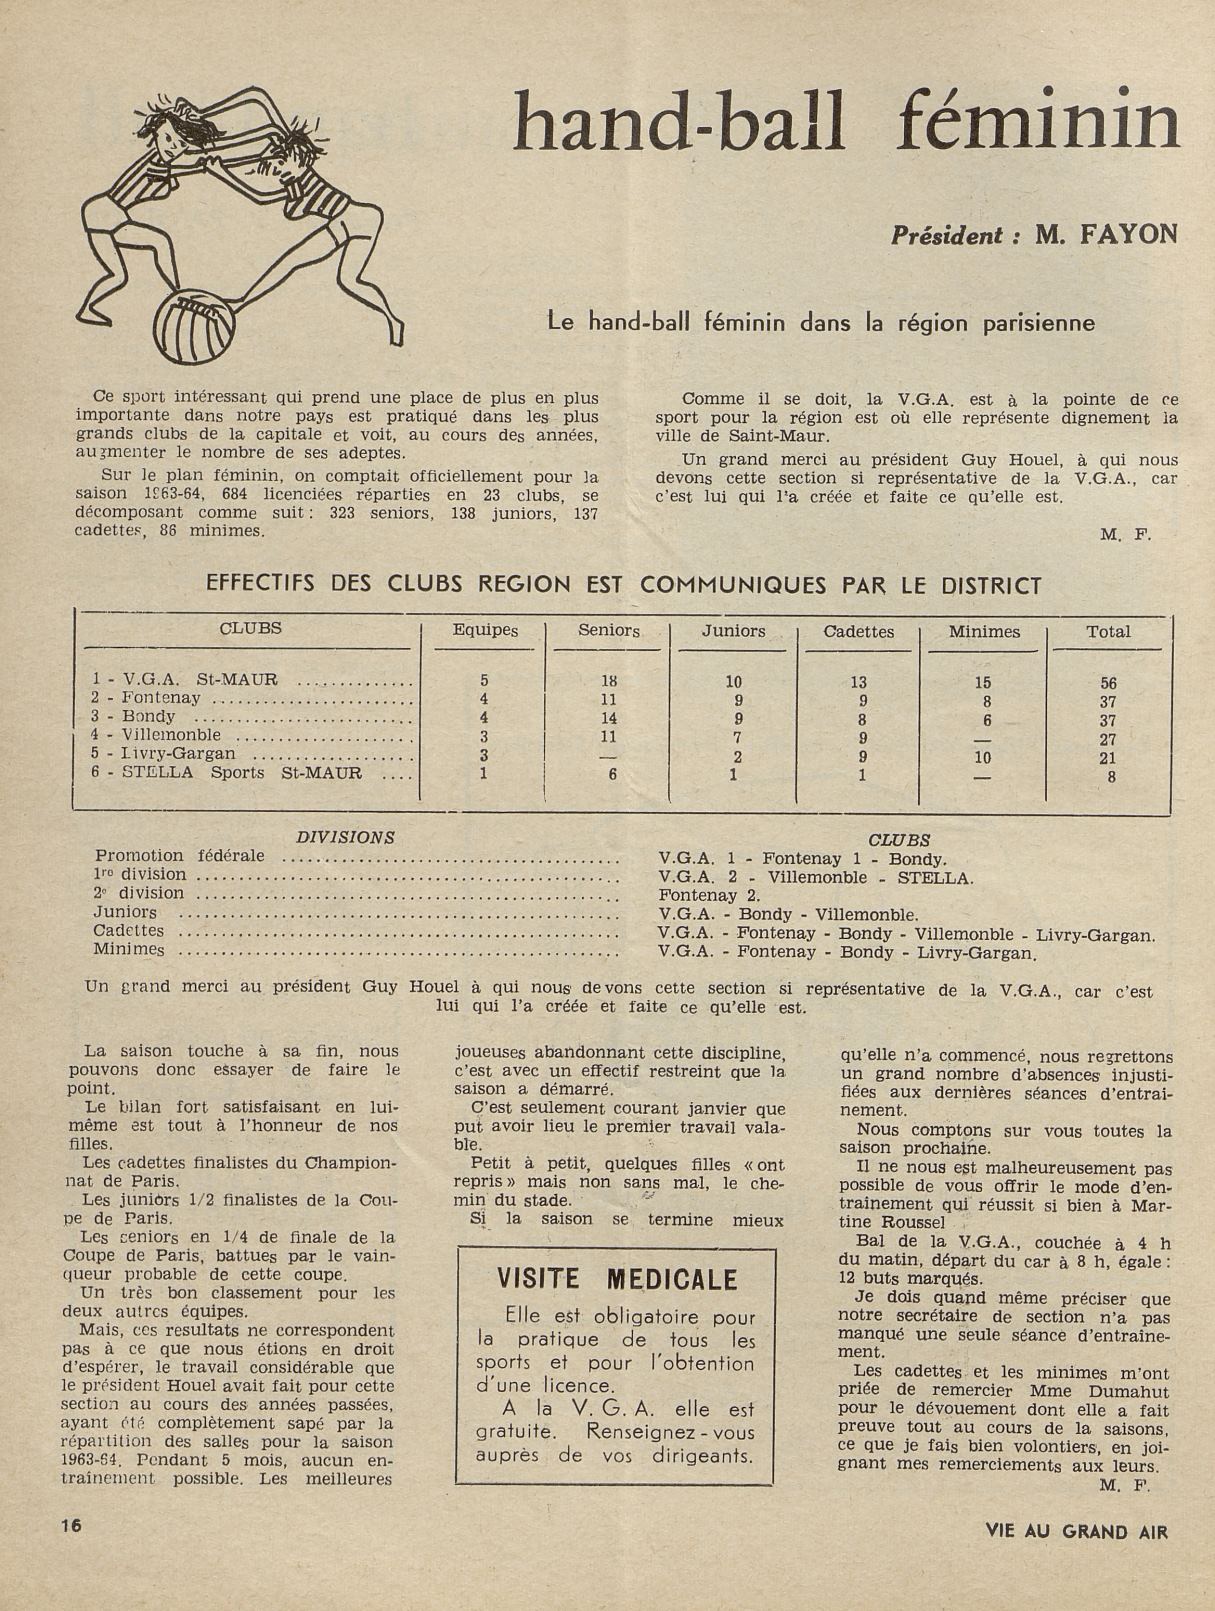 hand-ball féminin
Président : M. FAYON
Le hand-ball féminin dans la région parisienne
Ce sport intéressant qui prend une place de plus en plus
importante dans notre pays est pratiqué dans les plus
grands clubs de la capitale et voit, au cours des années,
augmenter le nombre de ses adeptes.
Sur le plan féminin, on comptait officiellement pour la
saison 1963-64, 684 licenciées réparties en 23 clubs, se
décomposant comme suit : 323 seniors, 138 juniors, 137
cadettes, 86 minimes.
Comme il se doit, la V.G.A. est à la pointe de ce
sport pour la région est où elle représente dignement la
ville de Saint-Maur.
Un grand merci au président Guy Houel, à qui nous
devons cette section si représentative de la V.G.A., car
c'est lui qui l'a créée et faite ce qu'elle est.
M. F.
EFFECTIFS DES CLUBS REGION EST COMMUNIQUES PAR LE DISTRICT
CLUBS Equipes Seniors Juniors Cadettes Minimes Total
1 - V.G.A. St-MAUR .............. 5 18 10 13 15 56
2 - Fontenay ........................ 4 11 9 9 8 37
3 - Bondy .......................... 4 14 9 8 6 37
4 - Villemonble ..................... 3 11 7 9 — 27
5 - Livry-Gargan ................... 3 — 2 9 10 21
6 - STELLA Sports St-MAUR .... 1 6 1 1 — 8
DIVISIONS CLUBS
Promotion fédérale ........................................ V.G.A. 1 - Fontenay 1 - Bondy.
1re division .................................................. V.G.A. 2 - Villemonble - STELLA.
2e division .................................................. Fontenay 2.
Juniors .................................................... V.G.A. - Bondy - Villemonble.
Cadettes .................................................... V.G.A. - Fontenay - Bondy - Villemonble - Livry-Gargan.
Minimes .................................................... V.G.A. - Fontenay - Bondy - Livry-Gargan.
Un grand merci au président Guy Houel à qui nous devons cette section si représentative de la V.G.A., car c'est
lui qui l'a créée et faite ce qu'elle est.
La saison touche à sa fin, nous
pouvons donc essayer de faire le
point.
Le bilan fort satisfaisant en lui-
même est tout à l'honneur de nos
filles.
Les cadettes finalistes du Champion-
nat de Paris.
Les juniors 1/2 finalistes de la Cou-
pe de Paris.
Les seniors en 1/4 de finale de la
Coupe de Paris, battues par le vain-
queur probable de cette coupe.
Un très bon classement pour les
deux autres équipes.
Mais, ces resultats ne correspondent
pas à ce que nous étions en droit
d'espérer, le travail considérable que
le président Houel avait fait pour cette
section au cours des années passées,
ayant été complètement sapé par la
répartition des salles pour la saison
1963-64. Pendant 5 mois, aucun en-
traînement possible. Les meilleures
joueuses abandonnant cette discipline,
c'est avec un effectif restreint que la
saison a démarré.
C'est seulement courant janvier que
put avoir lieu le premier travail vala-
ble.
Petit à petit, quelques filles « ont
repris » mais non sans mal, le che-
min du stade.
Si la saison se termine mieux
VISITE MEDICALE
Elle est obligatoire pour
la pratique de tous les
sports et pour l'obtention
d'une licence.
A la V. G. A. elle est
gratuite. Renseignez-vous
auprès de vos dirigeants.
qu'elle n'a commencé, nous regrettons
un grand nombre d'absences injusti-
fiées aux dernières séances d'entrai-
nement.
Nous comptons sur vous toutes la
saison prochaine.
Il ne nous est malheureusement pas
possible de vous offrir le mode d'en-
traînement qui réussit si bien à Mar-
tine Roussel
Bal de la V.G.A., couchée à 4 h
du matin, départ du car à 8 h, égale :
12 buts marqués.
Je dois quand même préciser que
notre secrétaire de section n'a pas
manqué une seule séance d'entraîne-
ment.
Les cadettes et les minimes m'ont
priée de remercier Mme Dumahut
pour le dévouement dont elle a fait
preuve tout au cours de la saisons,
ce que je fais bien volontiers, en joi-
gnant mes remerciements aux leurs.
M. F.
16
VIE AU GRAND AIR